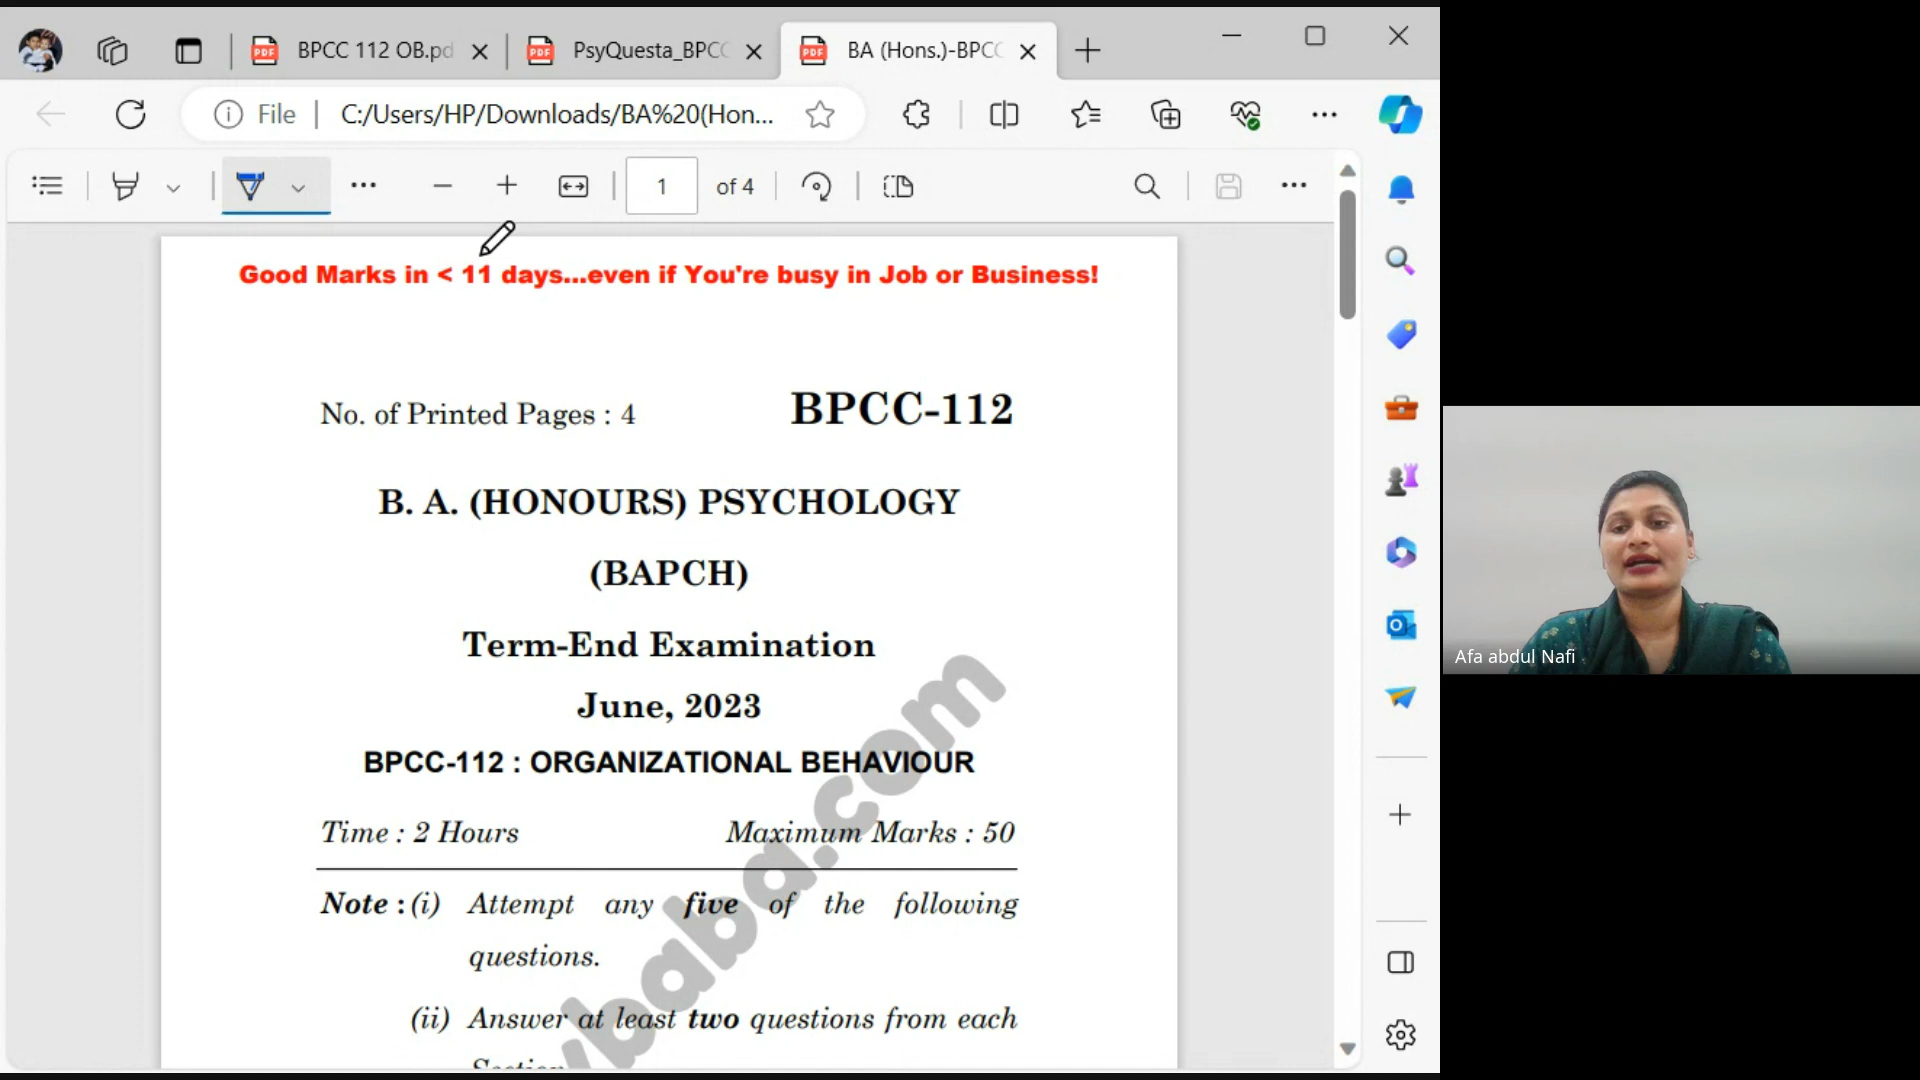 BPCC 112 OB.pd
PsyQuesta_BPCC
BA (Hons.)-BPCC
File
C:/Users/HP/Downloads/BA%20(Hon...
1 of 4
Good Marks in < 11 days...even if You're busy in Job or Business!
No. of Printed Pages : 4 BPCC-112
B. A. (HONOURS) PSYCHOLOGY
(BAPCH)
Term-End Examination
June, 2023
BPCC-112 : ORGANIZATIONAL BEHAVIOUR
Time : 2 Hours Maximum Marks : 50
Note : (i) Attempt any five of the following
questions.
(ii) Answer at least two questions from each
Section
baba.com
Afa abdul Nafi